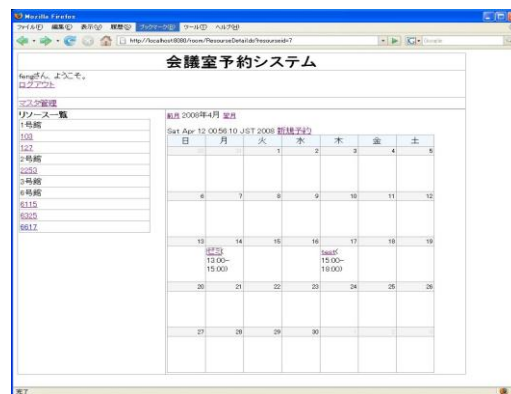 Mozilla Firefox
ファイル(F) 編集(E) 表示(V) 履歴(S) ブックマーク(B) ツール(T) ヘルプ(H)
http://localhost:8080/room/ResourseDetail.do?resourseid=7
会議室予約システム
fengさん、ようこそ。
ログアウト
マスタ管理
リソース一覧
1号館
103
127
2号館
2253
3号館
6号館
6115
6325
6617
前月 2008年4月 翌月
Sat Apr 12 00:56:10 JST 2008 新規予約
日 月 火 水 木 金 土
1 2 3 4 5
6 7 8 9 10 11 12
13 14 15 16 17 18 19
ゼミ(
13:00-
15:00)
test(
15:00-
18:00)
20 21 22 23 24 25 26
27 28 29 30
完了